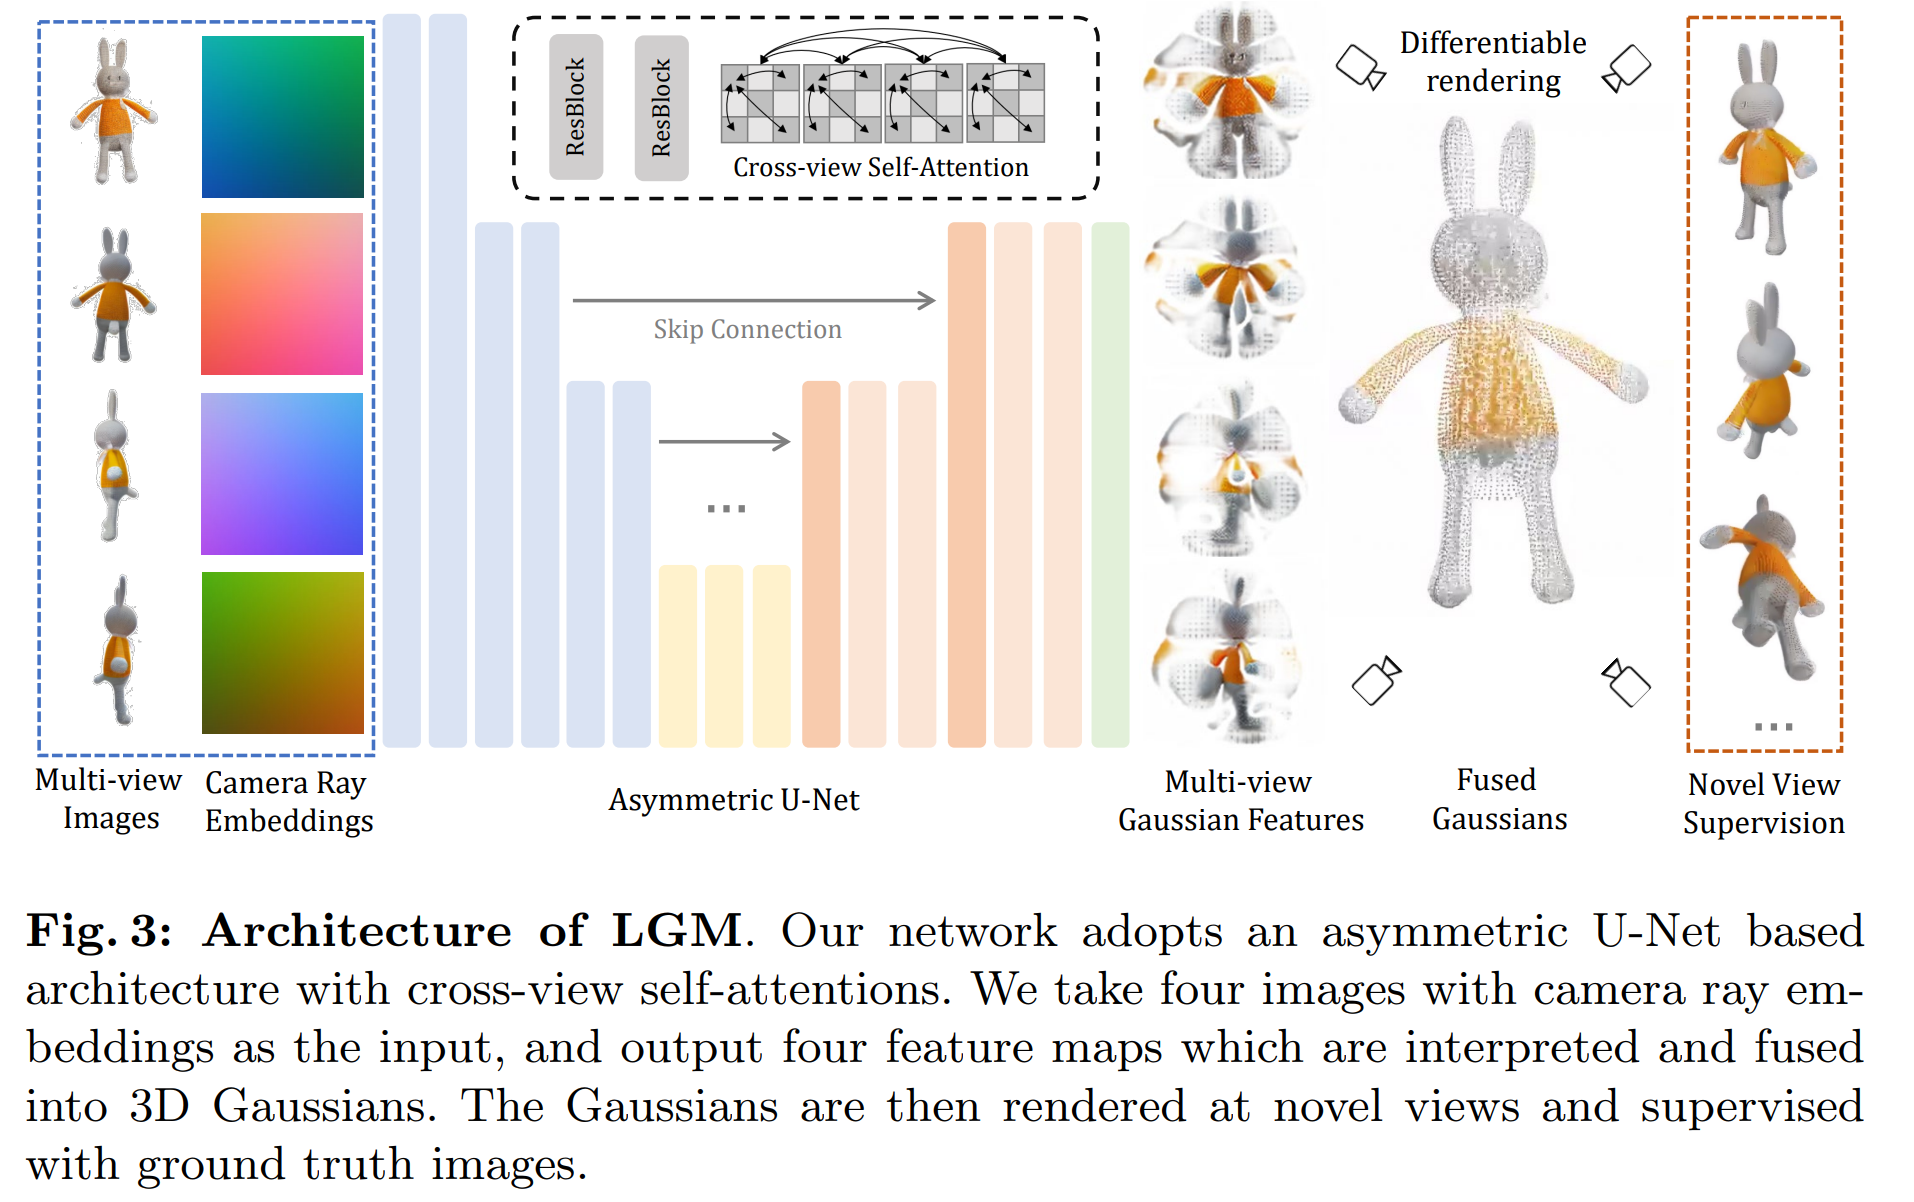 ResBlock
ResBlock
Cross-view Self-Attention
Differentiable
rendering
Skip Connection
...
...
Multi-view
Images
Camera Ray
Embeddings
Asymmetric U-Net
Multi-view
Gaussian Features
Fused
Gaussians
Novel View
Supervision
Fig. 3: Architecture of LGM. Our network adopts an asymmetric U-Net based
architecture with cross-view self-attentions. We take four images with camera ray em-
beddings as the input, and output four feature maps which are interpreted and fused
into 3D Gaussians. The Gaussians are then rendered at novel views and supervised
with ground truth images.